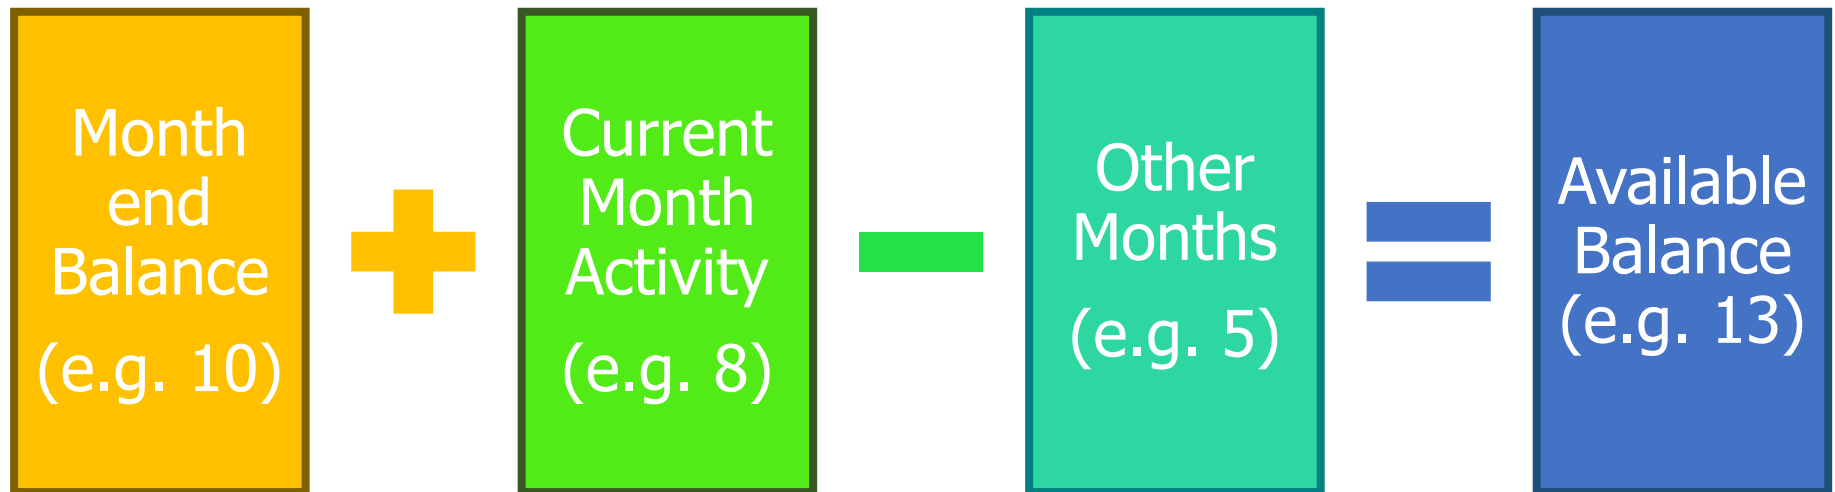 Month
end
Balance
(e.g. 10)
Current
Month
Activity
(e.g. 8)
Other
Months
(e.g. 5)
Available
Balance
(e.g. 13)